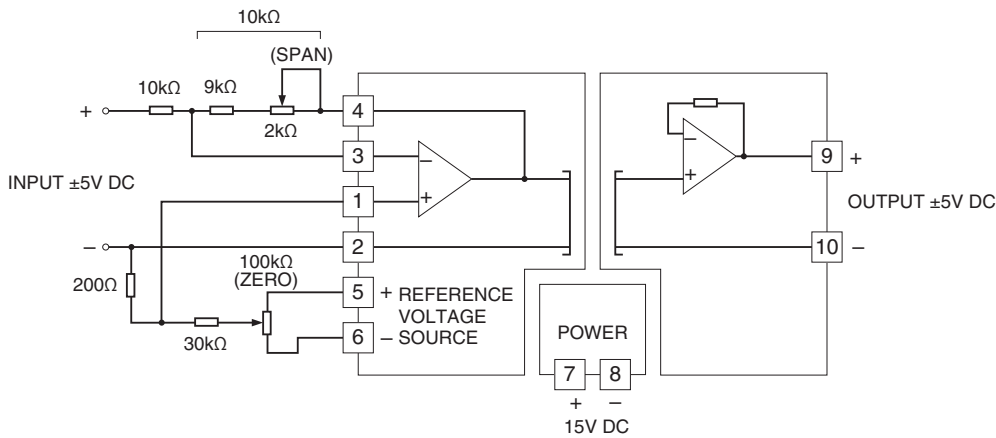 10kΩ
(SPAN)
10kΩ
9kΩ
2kΩ
+
4
3
−
1
+
INPUT ±5V DC
−
2
200Ω
100kΩ
(ZERO)
30kΩ
5
+ REFERENCE
VOLTAGE
6
− SOURCE
−
+
9
+
OUTPUT ±5V DC
10
−
POWER
7
8
+
−
15V DC